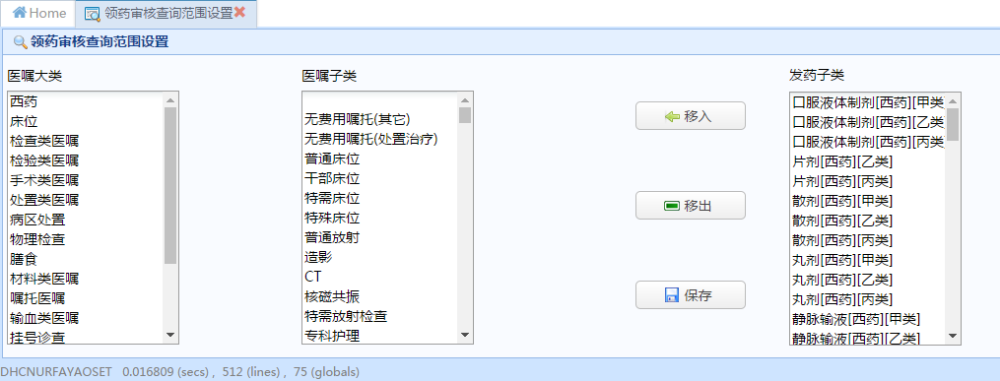 Home
领药审核查询范围设置
领药审核查询范围设置
医嘱大类
西药
床位
检查类医嘱
检验类医嘱
手术类医嘱
处置类医嘱
病区处置
物理检查
膳食
材料类医嘱
嘱托医嘱
输血类医嘱
挂号诊查
医嘱子类
无费用嘱托(其它)
无费用嘱托(处置治疗)
普通床位
干部床位
特需床位
特殊床位
普通放射
造影
CT
核磁共振
特需放射检查
专科护理
移入
移出
保存
发药子类
口服液体制剂[西药][甲类
口服液体制剂[西药][乙类
口服液体制剂[西药][丙类
片剂[西药][乙类]
片剂[西药][丙类]
散剂[西药][甲类]
散剂[西药][乙类]
散剂[西药][丙类]
丸剂[西药][甲类]
丸剂[西药][乙类]
丸剂[西药][丙类]
静脉输液[西药][甲类]
静脉输液[西药][乙类]
DHCNURFAYAOSET 0.016809 (secs) , 512 (lines) , 75 (globals)